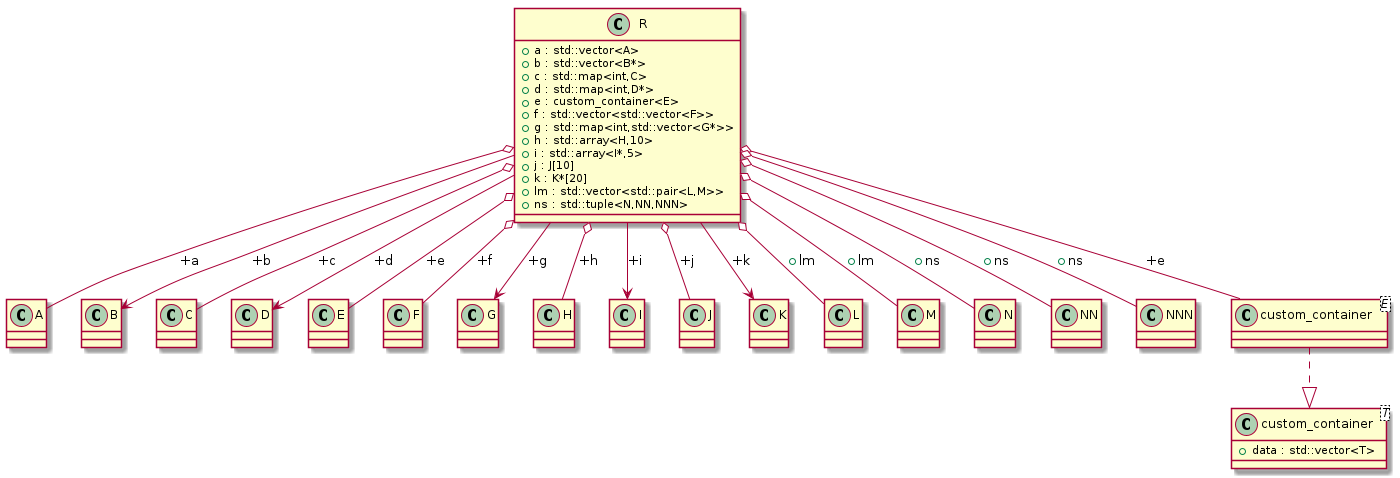 C R
a : std::vector<A>
b : std::vector<B*>
c : std::map<int,C>
d : std::map<int,D*>
e : custom_container<E>
f : std::vector<std::vector<F>>
g : std::map<int,std::vector<G*>>
h : std::array<H,10>
i : std::array<I*,5>
j : J[10]
k : K*[20]
lm : std::vector<std::pair<L,M>>
ns : std::tuple<N,NN,NNN>
+a
+b
+c
+d
+e
+f
+g
+h
+i
+j
+k
lm
lm
ns
ns
ns
+e
C A
C B
C C
C D
C E
C F
C G
C H
C I
C J
C K
C L
C M
C N
C NN
C NNN
C custom_container E
C custom_container T
data : std::vector<T>